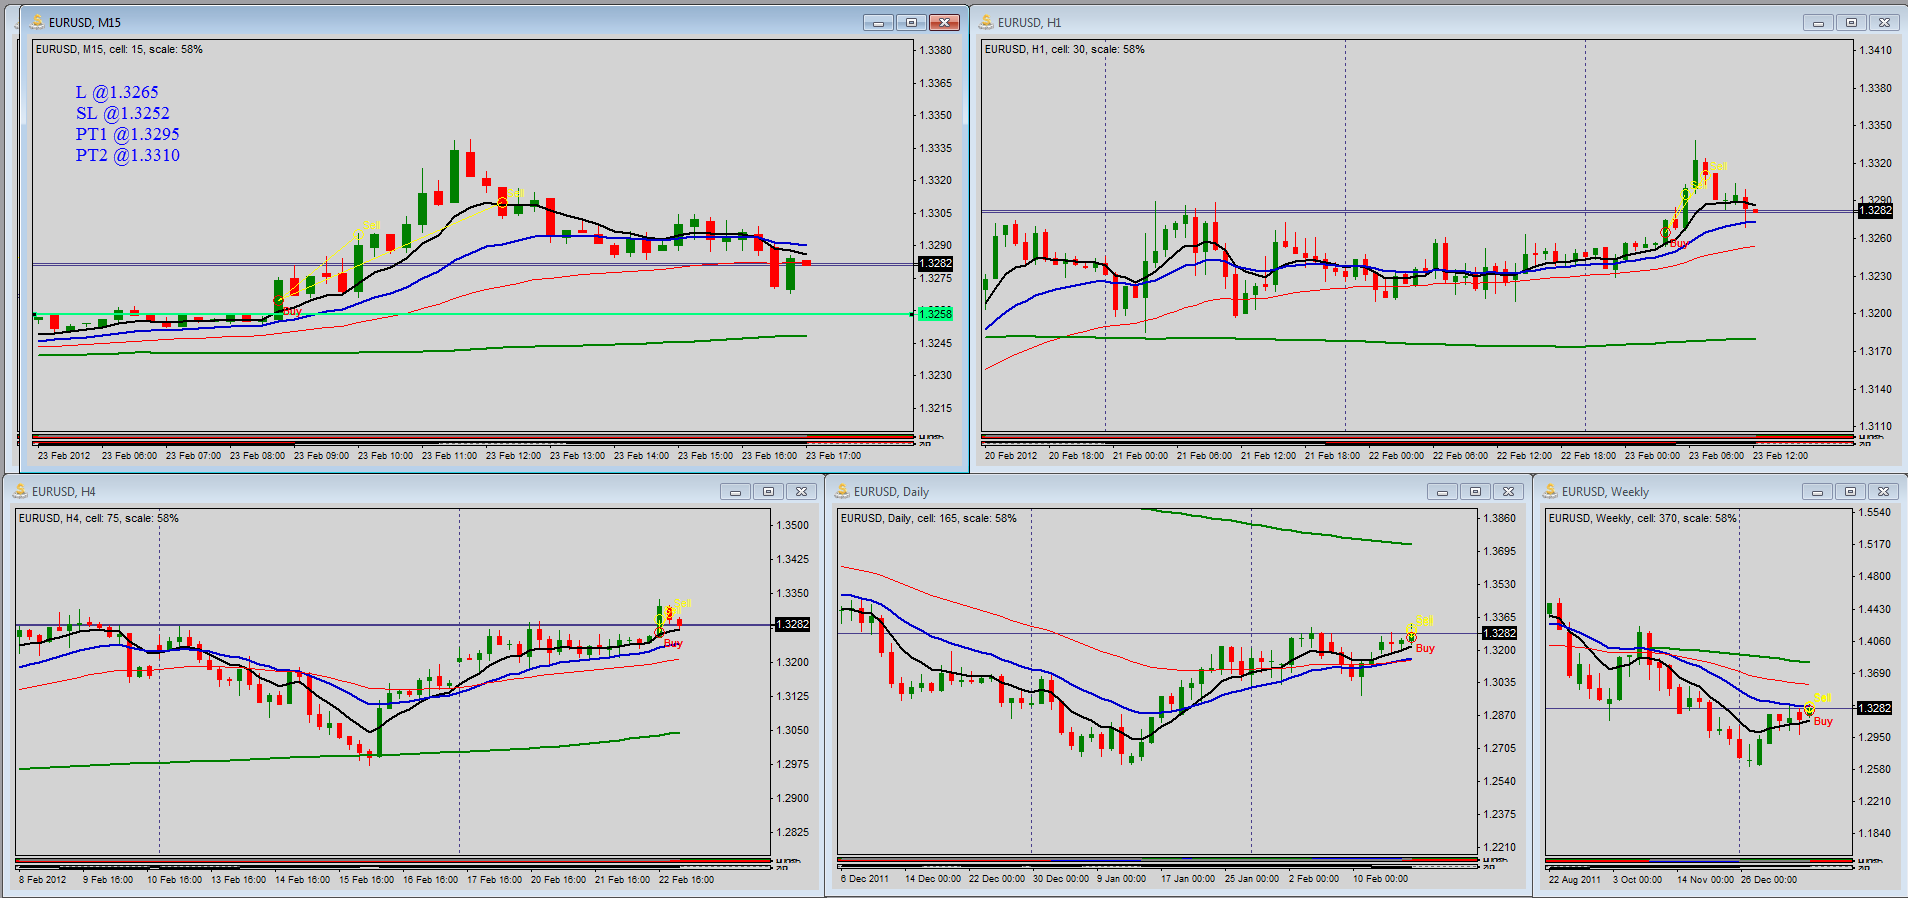 EURUSD, M15
EURUSD, M15, cell: 15, scale: 58%
L @1.3265
SL @1.3252
PT1 @1.3295
PT2 @1.3310
Sell
Sell
Buy
1.3380
1.3365
1.3350
1.3335
1.3320
1.3305
1.3290
1.3282
1.3275
1.3258
1.3245
1.3230
1.3215
23 Feb 2012
23 Feb 06:00
23 Feb 07:00
23 Feb 08:00
23 Feb 09:00
23 Feb 10:00
23 Feb 11:00
23 Feb 12:00
23 Feb 13:00
23 Feb 14:00
23 Feb 15:00
23 Feb 16:00
23 Feb 17:00
EURUSD, H1
EURUSD, H1, cell: 30, scale: 58%
Sell
Sell
Buy
1.3410
1.3380
1.3350
1.3320
1.3290
1.3282
1.3260
1.3230
1.3200
1.3170
1.3140
1.3110
20 Feb 2012
20 Feb 18:00
21 Feb 00:00
21 Feb 06:00
21 Feb 12:00
21 Feb 18:00
22 Feb 00:00
22 Feb 06:00
22 Feb 12:00
22 Feb 18:00
23 Feb 00:00
23 Feb 06:00
23 Feb 12:00
EURUSD, H4
EURUSD, H4, cell: 75, scale: 58%
Sell
Sell
Buy
1.3500
1.3425
1.3350
1.3282
1.3200
1.3125
1.3050
1.2975
1.2900
1.2825
8 Feb 2012
9 Feb 16:00
10 Feb 16:00
13 Feb 16:00
14 Feb 16:00
15 Feb 16:00
16 Feb 16:00
17 Feb 16:00
20 Feb 16:00
21 Feb 16:00
22 Feb 16:00
EURUSD, Daily
EURUSD, Daily, cell: 165, scale: 58%
Sell
Buy
1.3860
1.3695
1.3530
1.3365
1.3282
1.3200
1.3035
1.2870
1.2705
1.2540
1.2375
1.2210
6 Dec 2011
14 Dec 00:00
22 Dec 00:00
30 Dec 00:00
9 Jan 00:00
17 Jan 00:00
25 Jan 00:00
2 Feb 00:00
10 Feb 00:00
EURUSD, Weekly
EURUSD, Weekly, cell: 370, scale: 58%
Sell
Buy
1.5540
1.5170
1.4800
1.4430
1.4060
1.3690
1.3282
1.2950
1.2580
1.2210
1.1840
22 Aug 2011
3 Oct 00:00
14 Nov 00:00
26 Dec 00:00